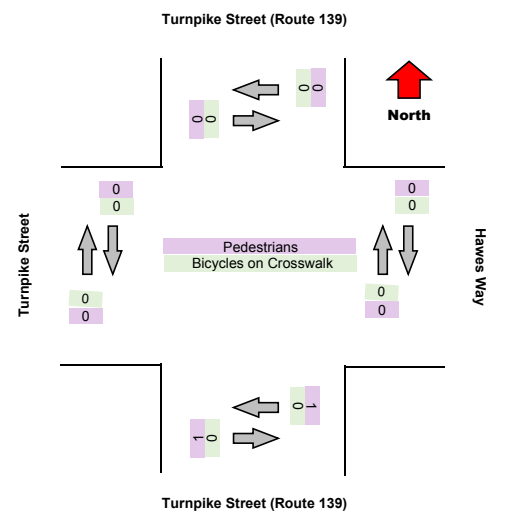 Turnpike Street (Route 139)
0 0
0 0
North
0
0
0
0
Turnpike Street
Pedestrians
Bicycles on Crosswalk
Hawes Way
0
0
0
0
0 1
1 0
Turnpike Street (Route 139)